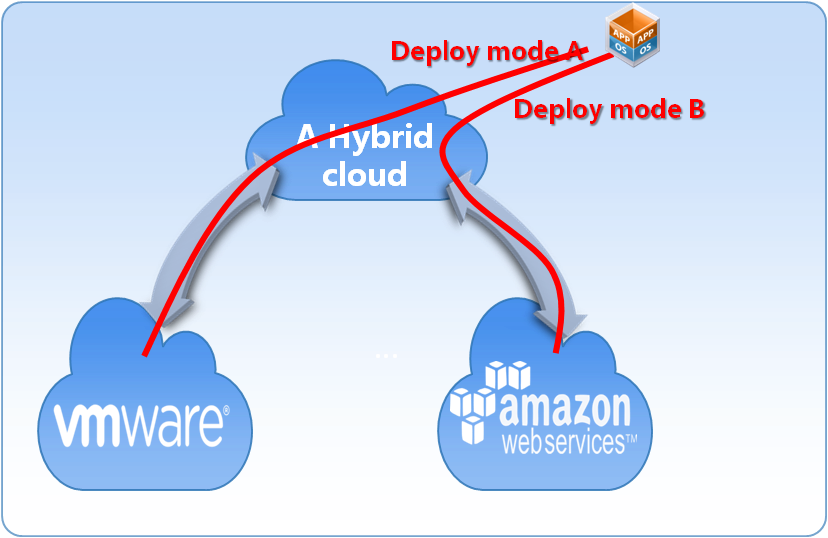 Deploy mode A
APP APP
OS OS
Deploy mode B
A Hybrid
cloud
...
vmware®
amazon
webservices™